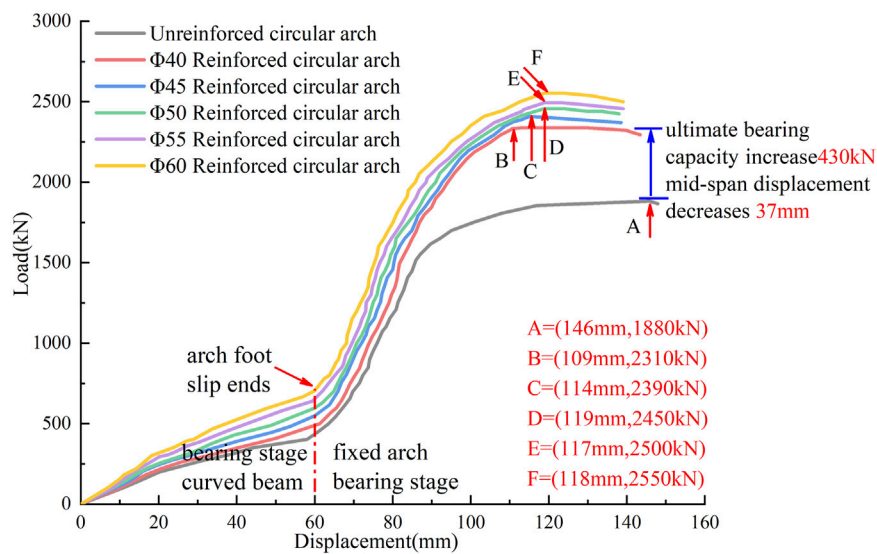 3000
2500
2000
1500
1000
500
0
Load(kN)
Unreinforced circular arch
Φ40 Reinforced circular arch
Φ45 Reinforced circular arch
Φ50 Reinforced circular arch
Φ55 Reinforced circular arch
Φ60 Reinforced circular arch
F
E
B
C
D
A
ultimate bearing
capacity increase430kN
mid-span displacement
decreases 37mm
arch foot
slip ends
bearing stage
curved beam
fixed arch
bearing stage
A=(146mm,1880kN)
B=(109mm,2310kN)
C=(114mm,2390kN)
D=(119mm,2450kN)
E=(117mm,2500kN)
F=(118mm,2550kN)
0 20 40 60 80 100 120 140 160
Displacement(mm)